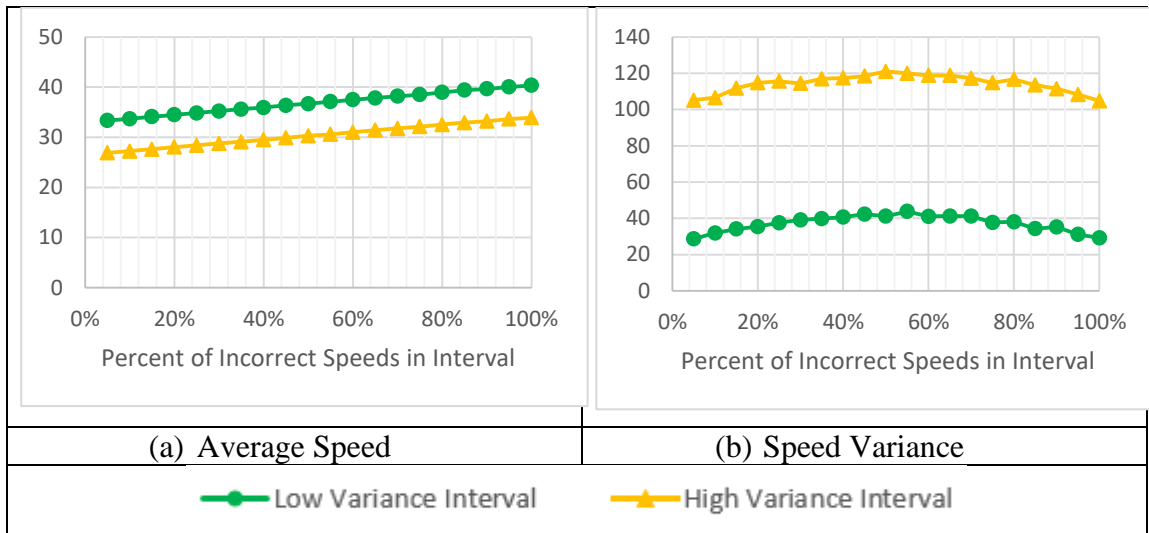 50
40
30
20
10
0
0% 20% 40% 60% 80% 100%
Percent of Incorrect Speeds in Interval
140
120
100
80
60
40
20
0
0% 20% 40% 60% 80% 100%
Percent of Incorrect Speeds in Interval
(a) Average Speed
(b) Speed Variance
Low Variance Interval
High Variance Interval